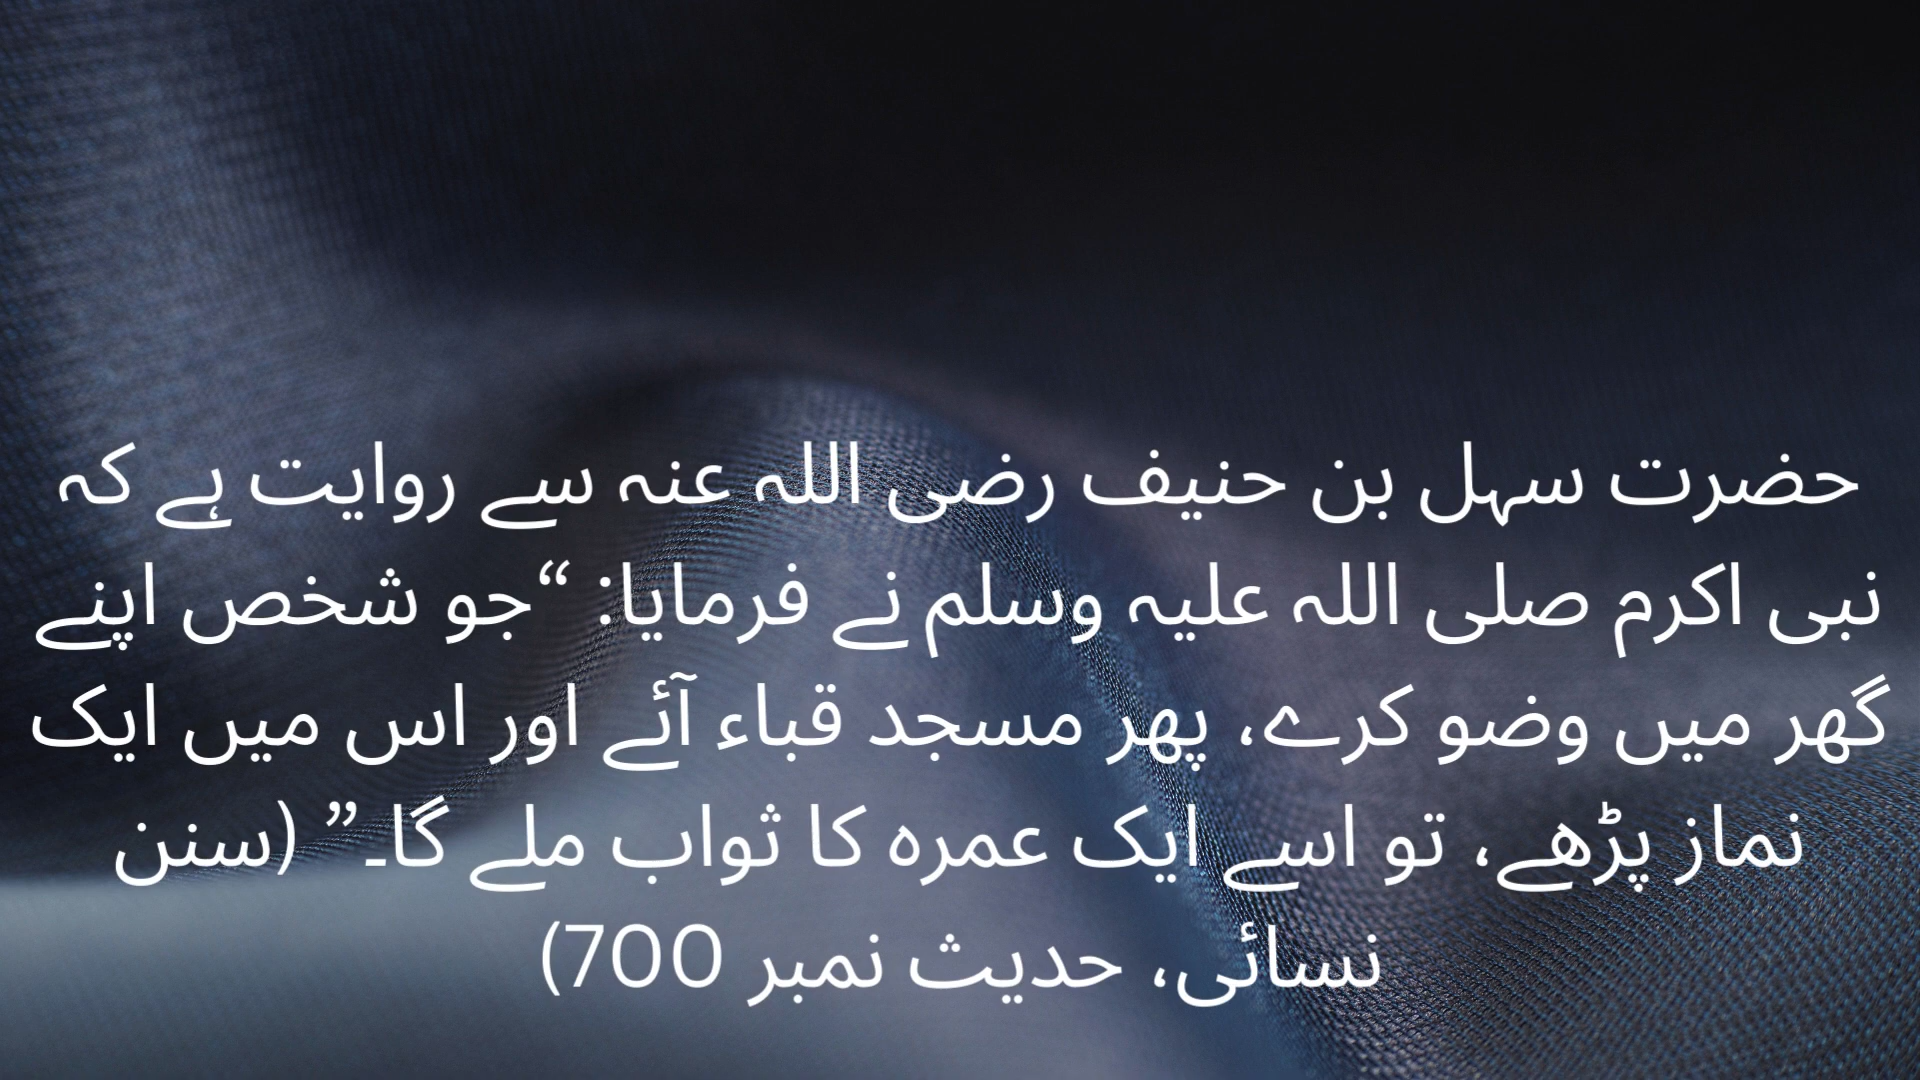 حضرت سہل بن حنیف رضی اللہ عنہ سے روایت ہے کہ
نبی اکرم صلی اللہ علیہ وسلم نے فرمایا: “جو شخص اپنے
گھر میں وضو کرے، پھر مسجد قباء آئے اور اس میں ایک
نماز پڑھے، تو اسے ایک عمرہ کا ثواب ملے گا۔” (سنن
نسائی، حدیث نمبر 700)